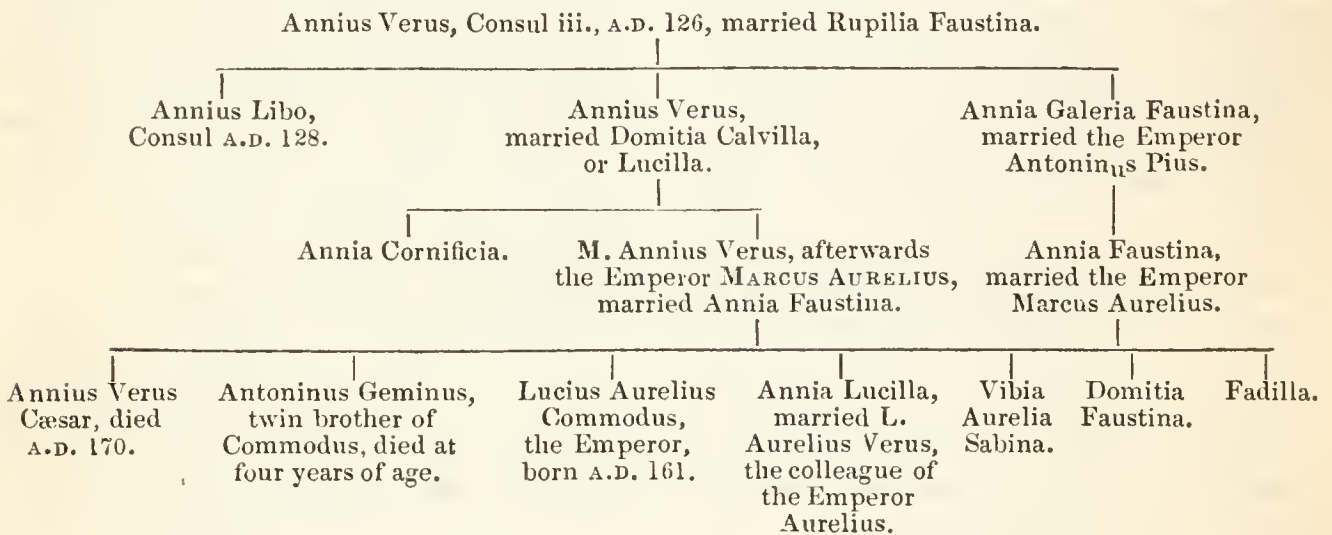 Annius Verus, Consul iii., A.D. 126, married Rupilia Faustina.
Annius Libo,
Consul A.D. 128.
Annius Verus,
married Domitia Calvilla,
or Lucilla.
Annia Galeria Faustina,
married the Emperor
Antoninus Pius.
Annia Cornificia.
M. Annius Verus, afterwards
the Emperor MARCUS AURELIUS,
married Annia Faustina.
Annia Faustina,
married the Emperor
Marcus Aurelius.
Annius Verus
Cæsar, died
A.D. 170.
Antoninus Geminus,
twin brother of
Commodus, died at
four years of age.
Lucius Aurelius
Commodus,
the Emperor,
born A.D. 161.
Annia Lucilla,
married L.
Aurelius Verus,
the colleague of
the Emperor
Aurelius.
Vibia
Aurelia
Sabina.
Domitia
Faustina.
Fadilla.